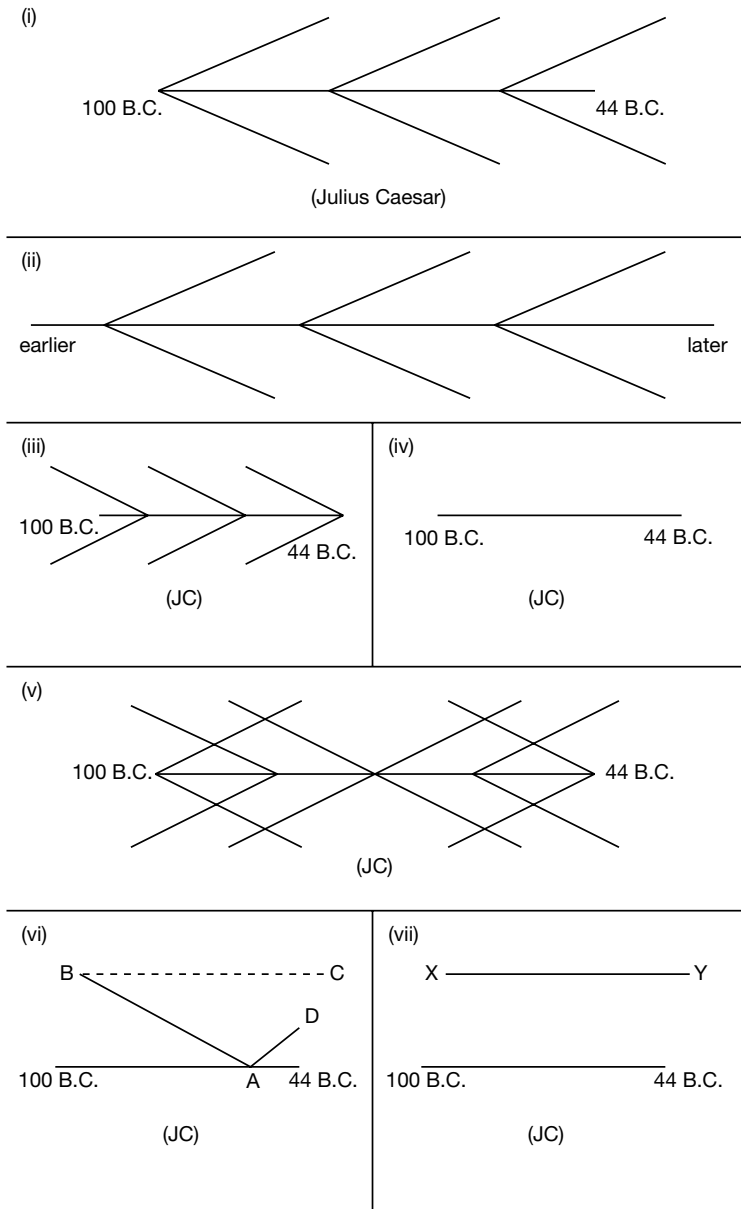 (i)
100 B.C.
44 B.C.
(Julius Caesar)
(ii)
earlier
later
(iii)
100 B.C.
44 B.C.
(JC)
(iv)
100 B.C.
44 B.C.
(JC)
(v)
100 B.C.
44 B.C.
(JC)
(vi)
B
C
D
100 B.C.
A
44 B.C.
(JC)
(vii)
X
Y
100 B.C.
44 B.C.
(JC)